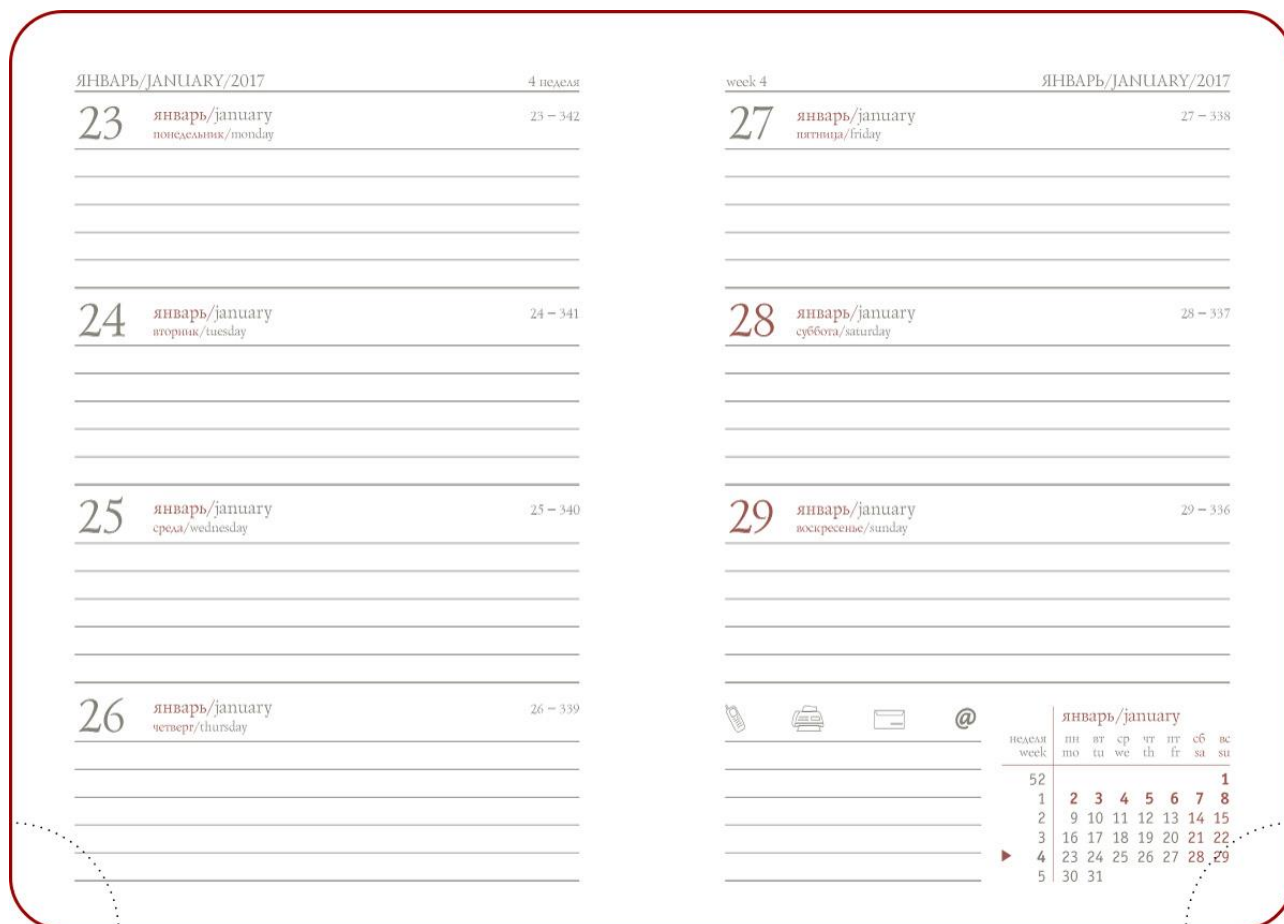 ЯНВАРЬ/JANUARY/2017 4 неделя
23 январь/january 23 – 342
понедельник/monday
24 январь/january 24 – 341
вторник/tuesday
25 январь/january 25 – 340
среда/wednesday
26 январь/january 26 – 339
четверг/thursday
week 4 ЯНВАРЬ/JANUARY/2017
27 январь/january 27 – 338
пятница/friday
28 январь/january 28 – 337
суббота/saturday
29 январь/january 29 – 336
воскресенье/sunday
@
январь/january
неделя пн вт ср чт пт сб вс
week mo tu we th fr sa su
52 1
1 2 3 4 5 6 7 8
2 9 10 11 12 13 14 15
3 16 17 18 19 20 21 22
4 23 24 25 26 27 28 29
5 30 31